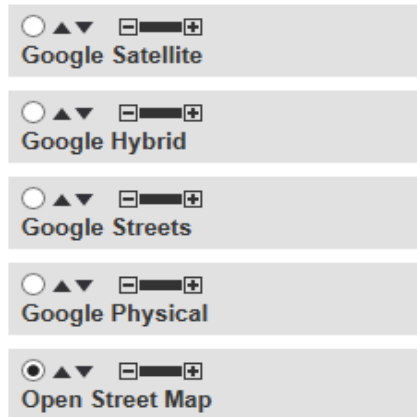 Google Satellite
Google Hybrid
Google Streets
Google Physical
Open Street Map